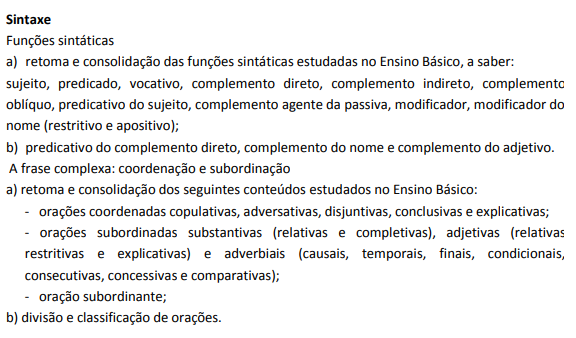 Sintaxe
Funções sintáticas
a) retoma e consolidação das funções sintáticas estudadas no Ensino Básico, a saber:
sujeito, predicado, vocativo, complemento direto, complemento indireto, complemento
oblíquo, predicativo do sujeito, complemento agente da passiva, modificador, modificador do
nome (restritivo e apositivo);
b) predicativo do complemento direto, complemento do nome e complemento do adjetivo.
A frase complexa: coordenação e subordinação
a) retoma e consolidação dos seguintes conteúdos estudados no Ensino Básico:
- orações coordenadas copulativas, adversativas, disjuntivas, conclusivas e explicativas;
- orações subordinadas substantivas (relativas e completivas), adjetivas (relativas
restritivas e explicativas) e adverbiais (causais, temporais, finais, condicionais,
consecutivas, concessivas e comparativas);
- oração subordinante;
b) divisão e classificação de orações.